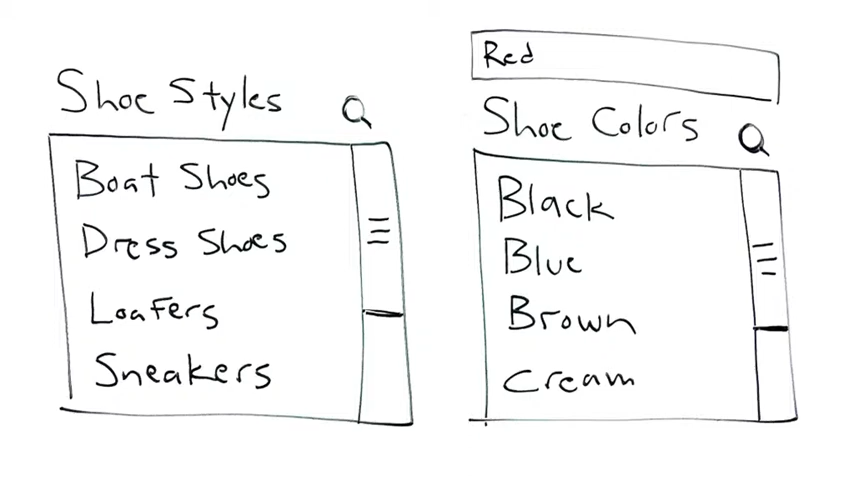 Shoe Styles
Boat Shoes
Dress Shoes
Loafers
Sneakers
Red
Shoe Colors
Black
Blue
Brown
Cream